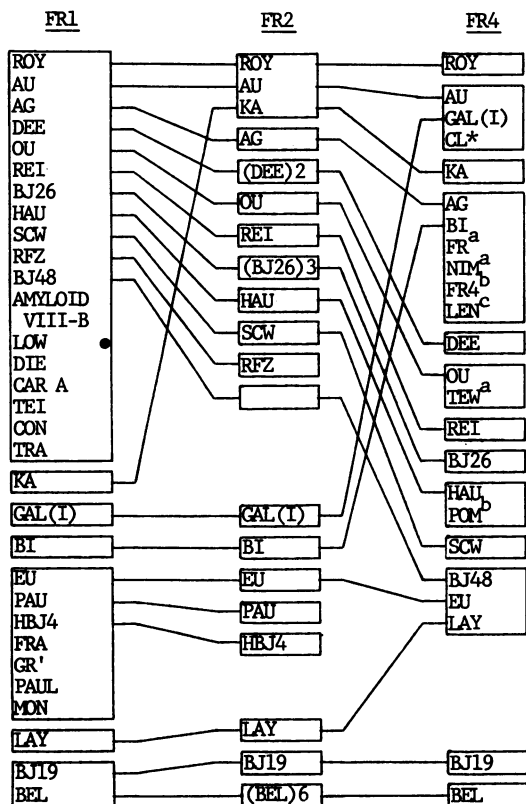 FR1
FR2
FR4
ROY
AU
AG
DEE
OU
REI
BJ26
HAU
SCW
RFZ
BJ48
AMYLOID
VIII-B
LOW
DIE
CAR A
TEI
CON
TRA
KA
GAL(I)
BI
EU
PAU
HBJ4
FRA
GR'
PAUL
MON
LAY
BJ19
BEL
ROY
AU
KA
AG
(DEE)2
OU
REI
(BJ26)3
HAU
SCW
RFZ
GAL(I)
BI
EU
PAU
HBJ4
LAY
BJ19
(BEL)6
ROY
AU
GAL(I)
CL*
KA
AG
BI
FRa
NIMa
FR4b
LENc
DEE
OU
TEWa
REI
BJ26
HAU
POMb
SCW
BJ48
EU
LAY
BJ19
BEL